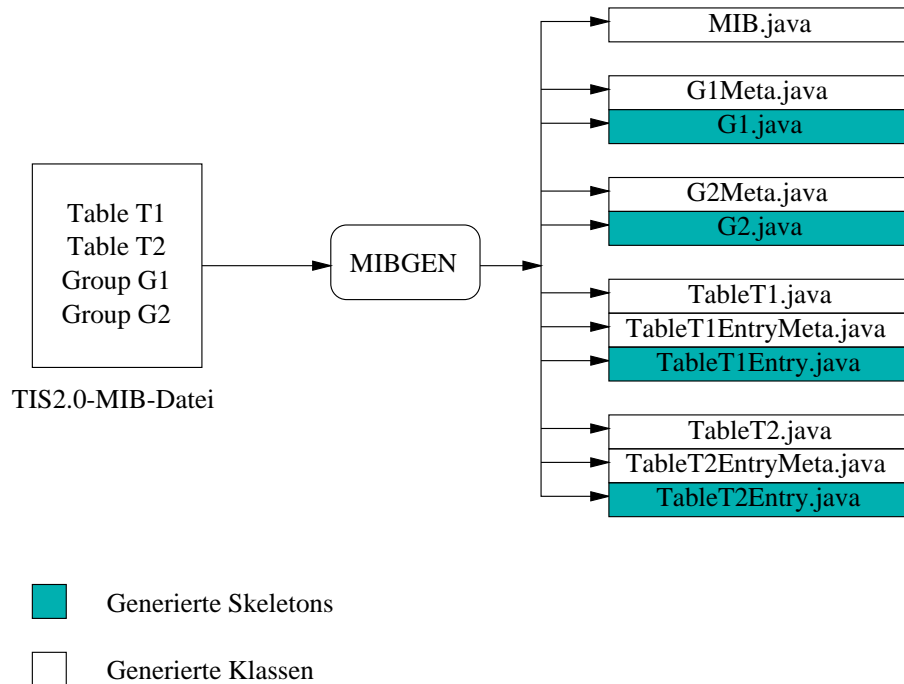 MIB.java
G1Meta.java
G1.java
G2Meta.java
G2.java
Table T1
Table T2
Group G1
Group G2
MIBGEN
TIS2.0-MIB-Datei
TableT1.java
TableT1EntryMeta.java
TableT1Entry.java
TableT2.java
TableT2EntryMeta.java
TableT2Entry.java
Generierte Skeletons
Generierte Klassen